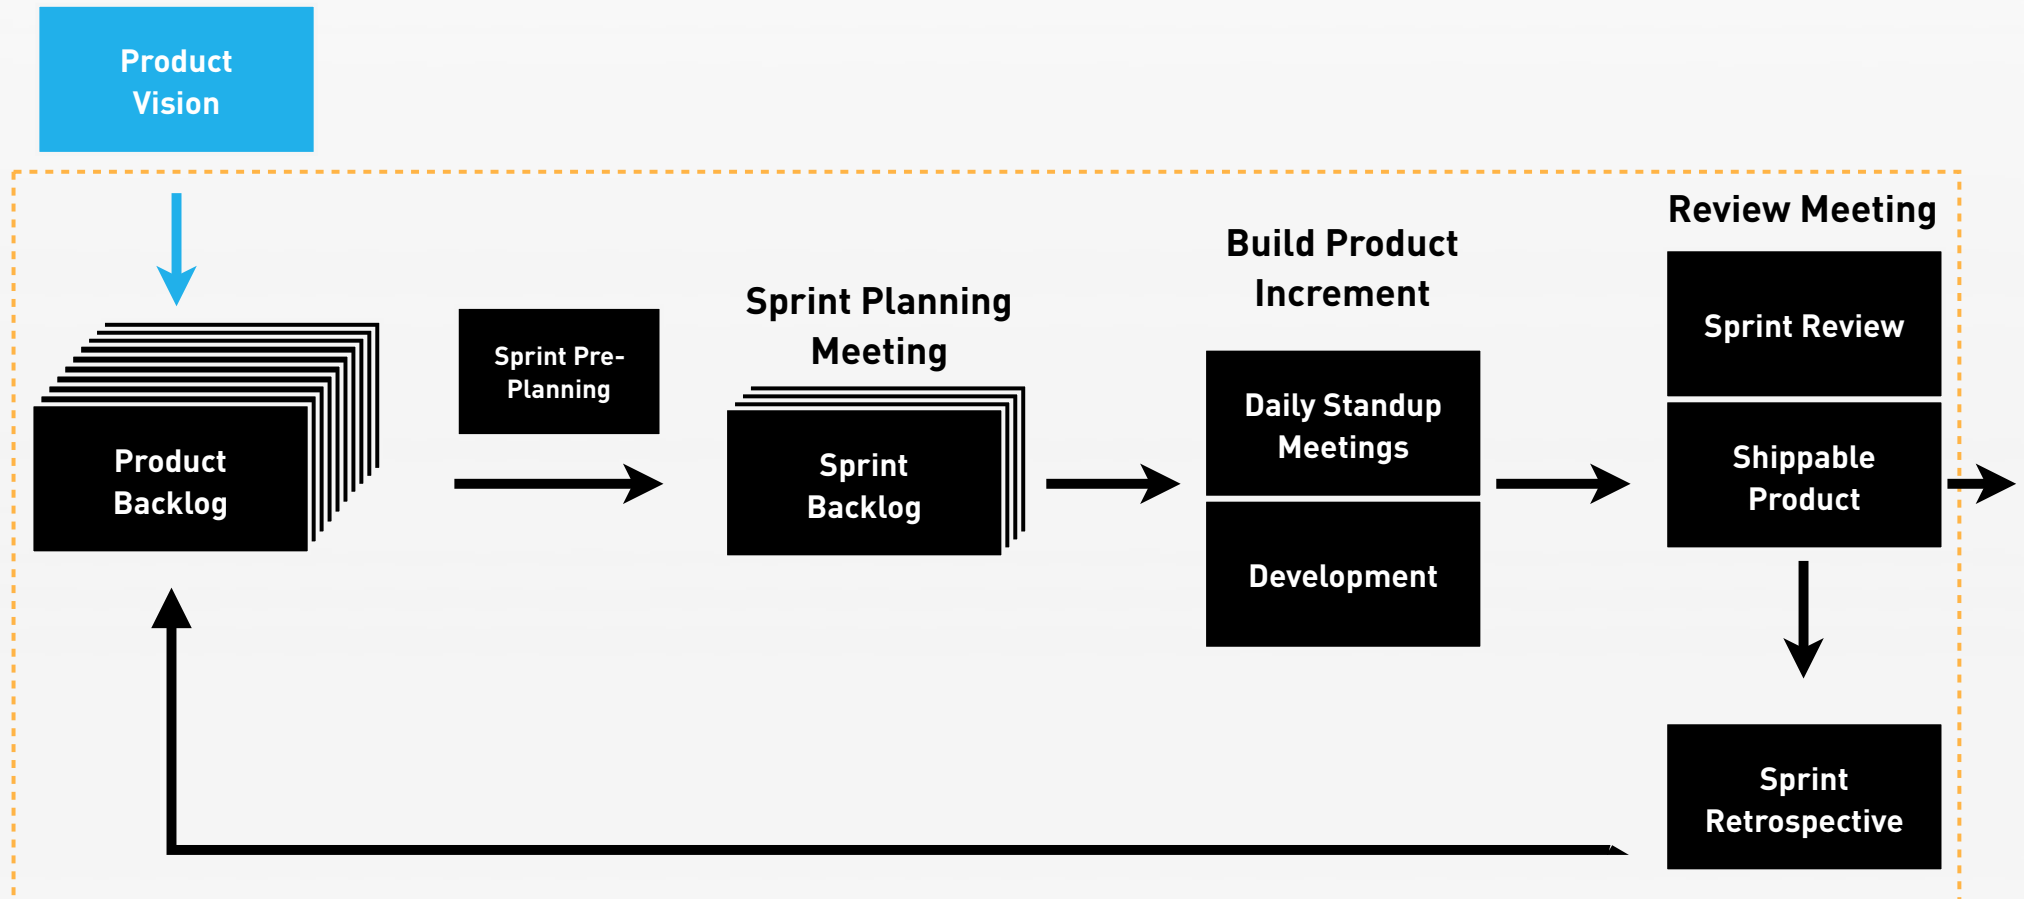 Product
Vision
Review Meeting
Build Product
Increment
Sprint Planning
Meeting
Sprint Pre-
Planning
Sprint Review
Daily Standup
Meetings
Product
Backlog
Sprint
Backlog
Shippable
Product
Development
Sprint
Retrospective